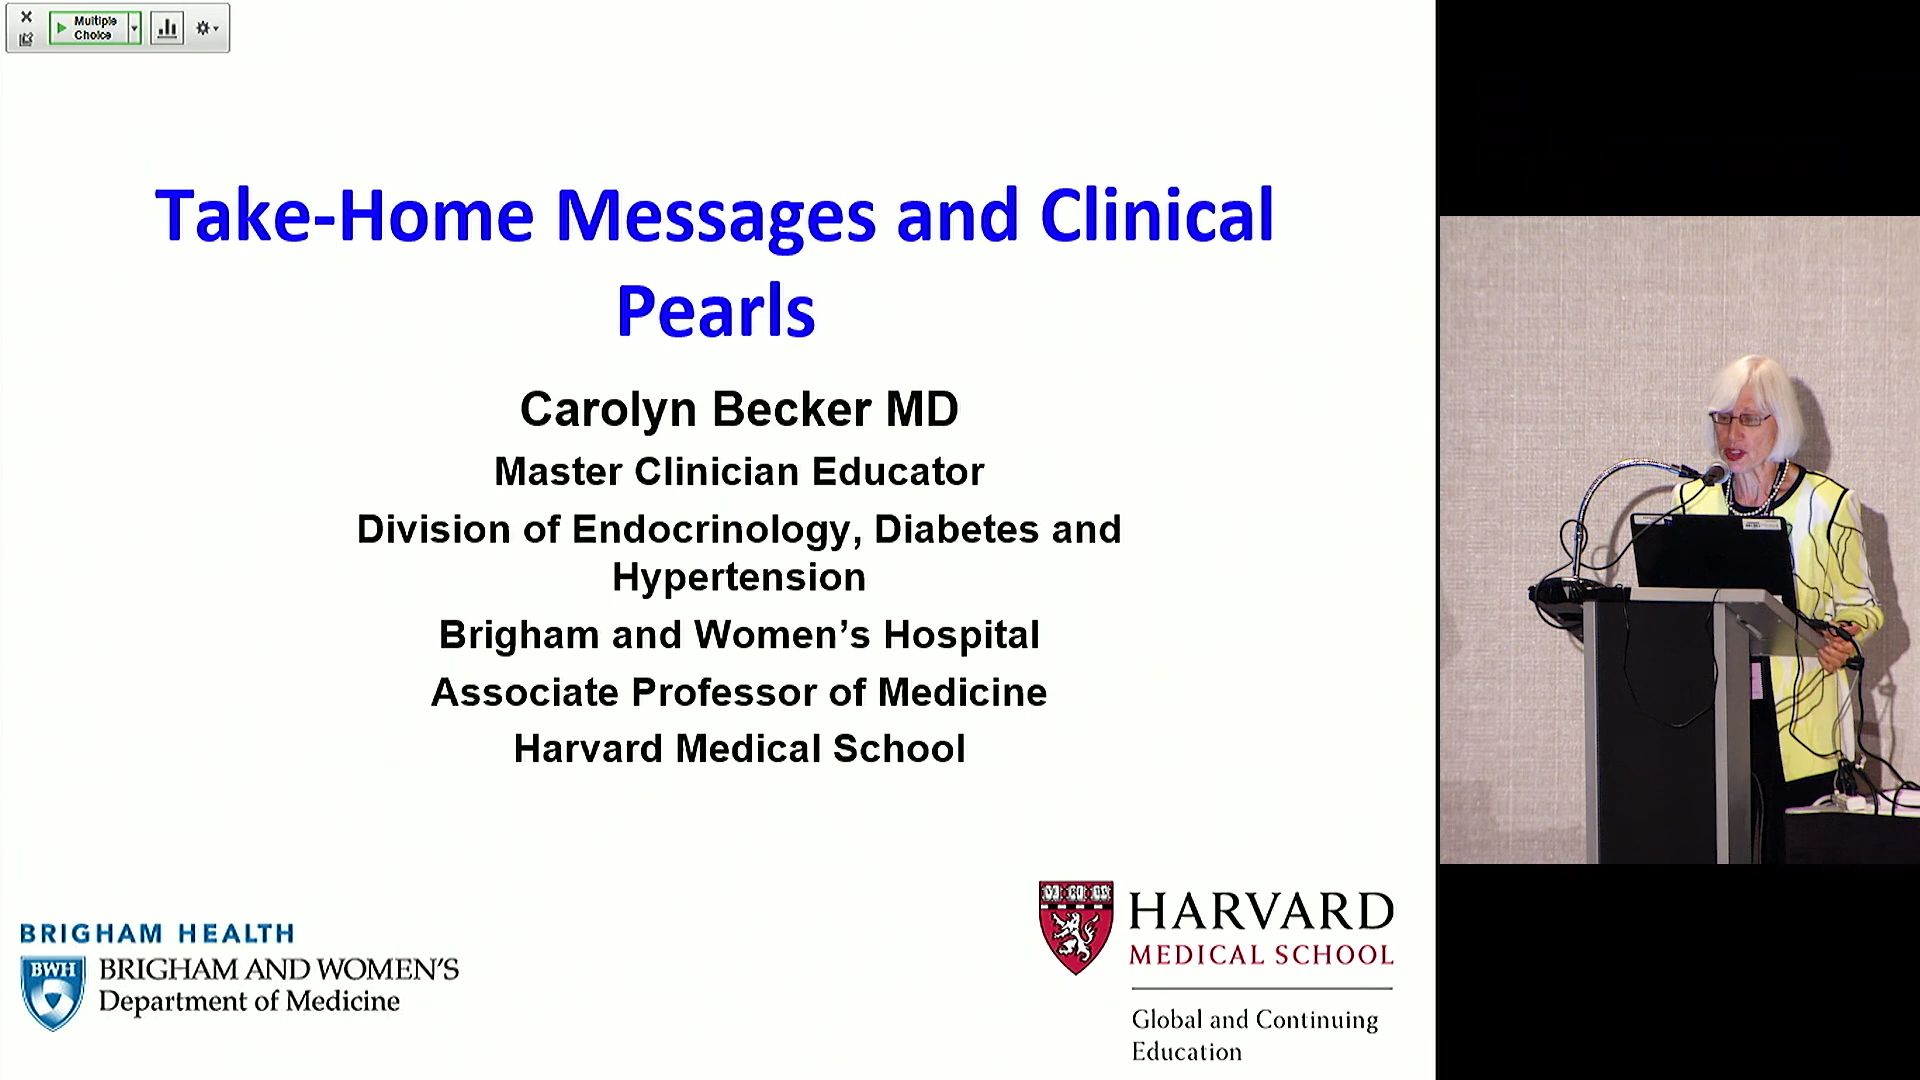 Multiple
Choice
Take-Home Messages and Clinical
Pearls
Carolyn Becker MD
Master Clinician Educator
Division of Endocrinology, Diabetes and
Hypertension
Brigham and Women’s Hospital
Associate Professor of Medicine
Harvard Medical School
BRIGHAM HEALTH
BWH
BRIGHAM AND WOMEN’S
Department of Medicine
HARVARD
MEDICAL SCHOOL
Global and Continuing
Education